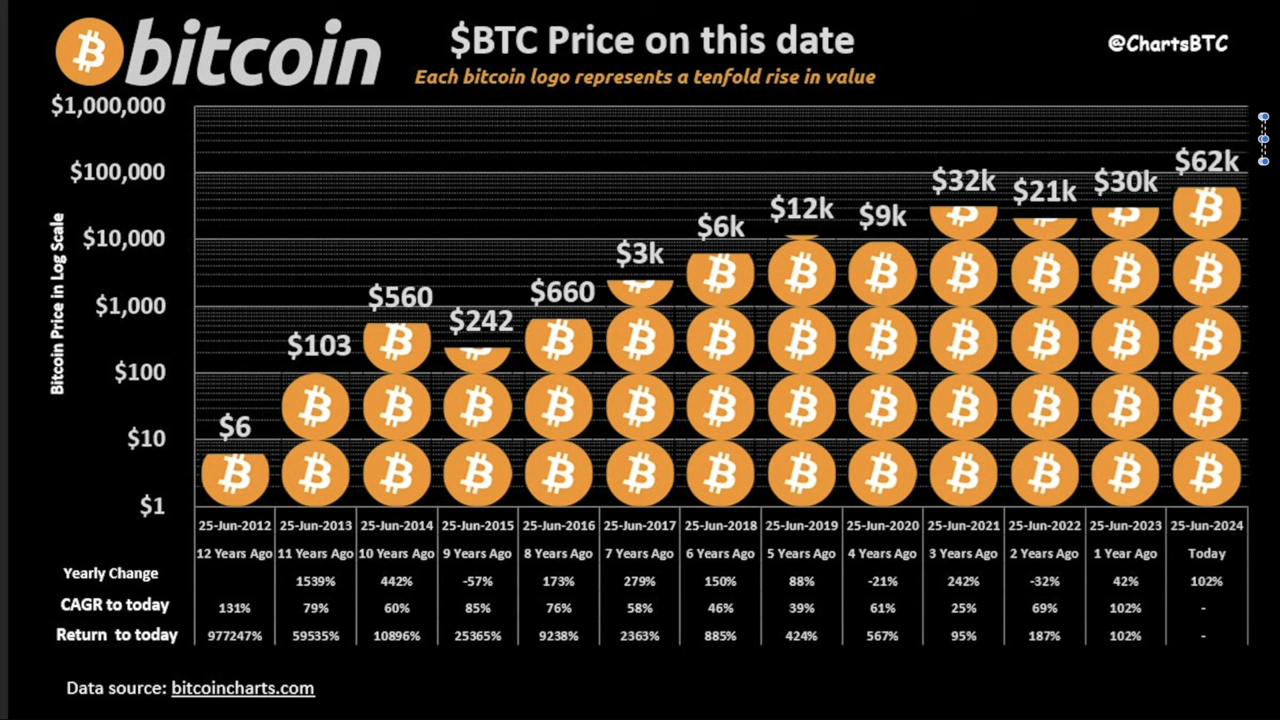 bitcoin
$BTC Price on this date
@ChartsBTC
Each bitcoin logo represents a tenfold rise in value
Bitcoin Price in Log Scale
$1,000,000
$100,000
$10,000
$1,000
$100
$10
$1
$6 $103 $560 $242 $660 $3k $6k $12k $9k $32k $21k $30k $62k
25-Jun-2012 25-Jun-2013 25-Jun-2014 25-Jun-2015 25-Jun-2016 25-Jun-2017 25-Jun-2018 25-Jun-2019 25-Jun-2020 25-Jun-2021 25-Jun-2022 25-Jun-2023 25-Jun-2024
12 Years Ago 11 Years Ago 10 Years Ago 9 Years Ago 8 Years Ago 7 Years Ago 6 Years Ago 5 Years Ago 4 Years Ago 3 Years Ago 2 Years Ago 1 Year Ago Today
Yearly Change 1539% 442% -57% 173% 279% 150% 88% -21% 242% -32% 42% 102%
CAGR to today 131% 79% 60% 85% 76% 58% 46% 39% 61% 25% 69% 102% -
Return to today 977247% 59535% 10896% 25365% 9238% 2363% 885% 424% 567% 95% 187% 102% -
Data source: bitcoincharts.com